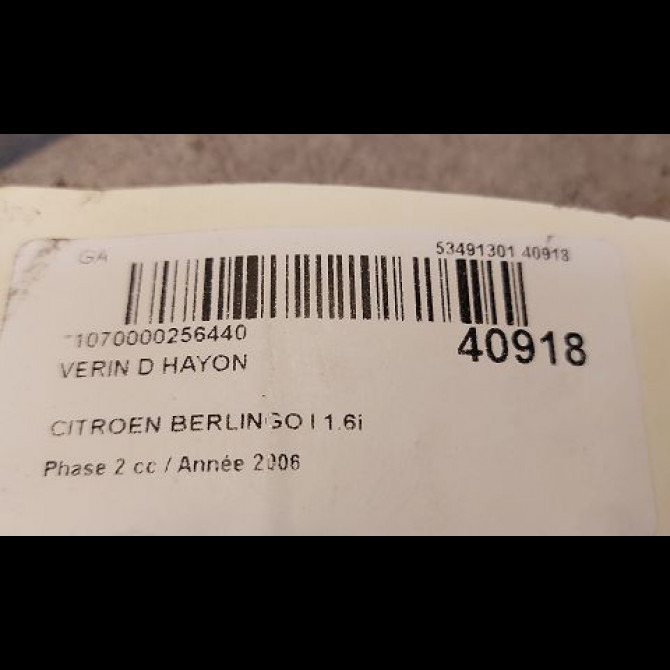 GA 53491301 40918
1070000256440 40918
VERIN D HAYON
CITROEN BERLINGO I 1.6i
Phase 2 cc / Année 2006